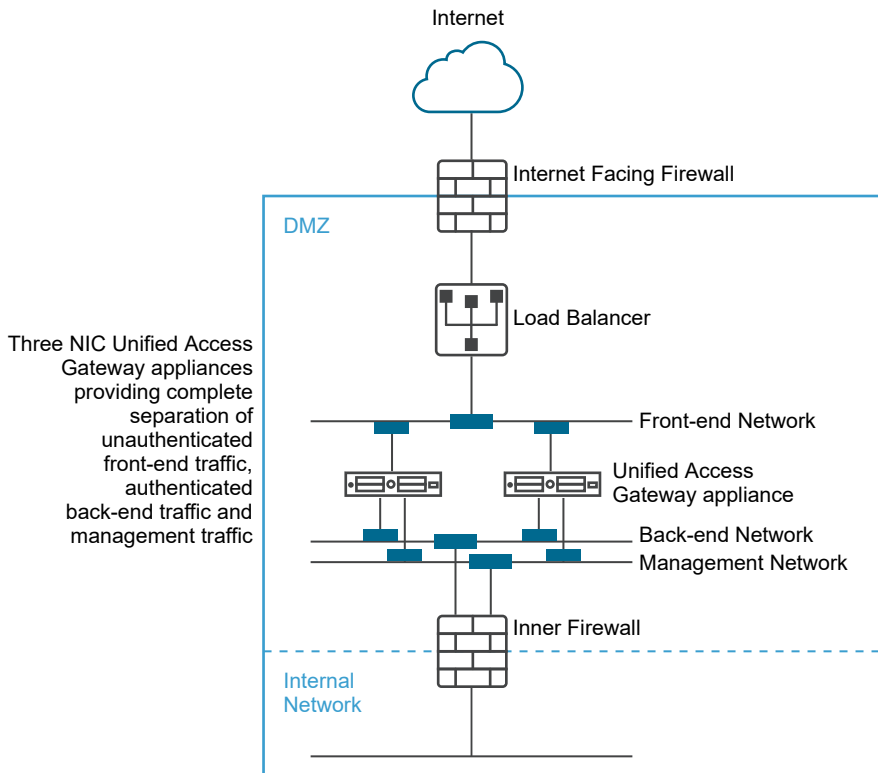 Internet
Internet Facing Firewall
DMZ
Load Balancer
Three NIC Unified Access
Gateway appliances
providing complete
separation of
unauthenticated
front-end traffic,
authenticated
back-end traffic and
management traffic
Front-end Network
Unified Access
Gateway appliance
Back-end Network
Management Network
Inner Firewall
Internal
Network